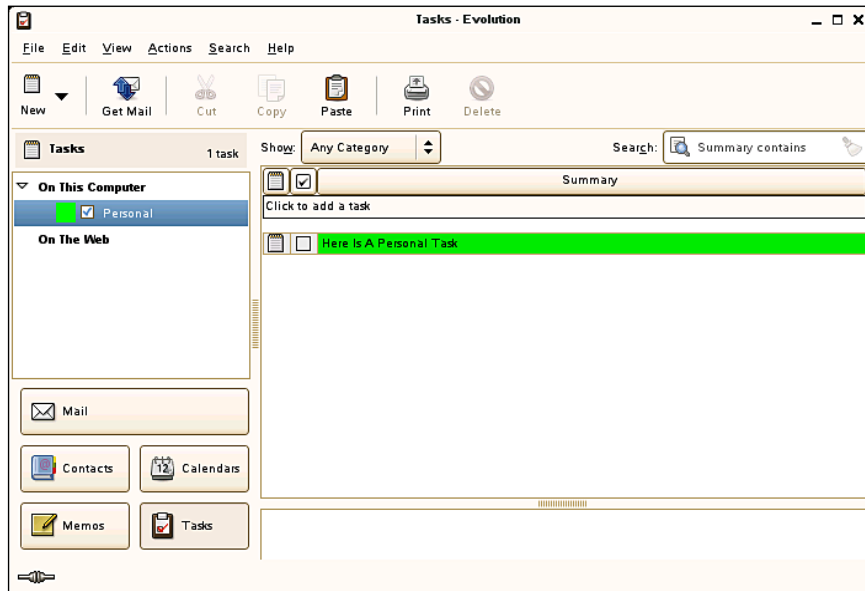 Tasks - Evolution
File Edit View Actions Search Help
New Get Mail Cut Copy Paste Print Delete
Tasks 1 task
Show: Any Category Search: Summary contains
On This Computer
Personal
On The Web
Summary
Click to add a task
Here Is A Personal Task
Mail
Contacts 12 Calendars
Memos Tasks